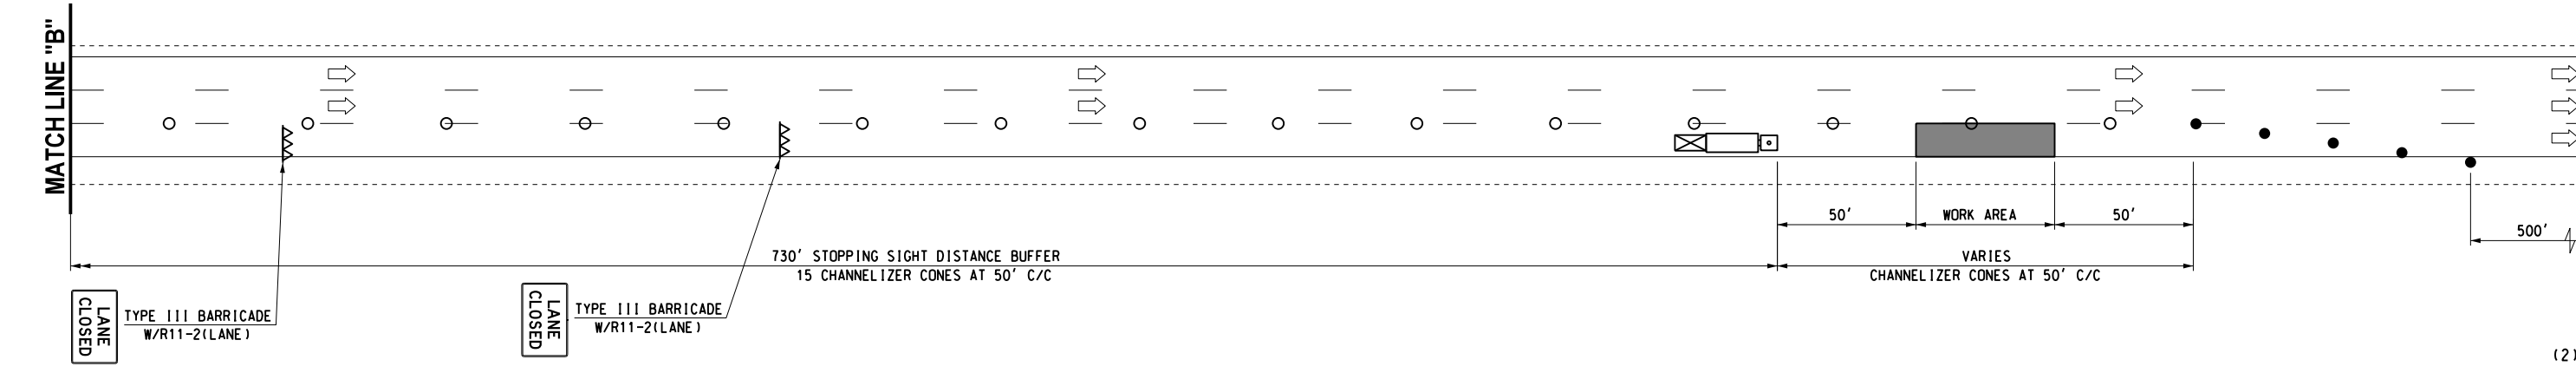 MATCH LINE "B"
50'
WORK AREA
50'
500'
730' STOPPING SIGHT DISTANCE BUFFER
15 CHANNELIZER CONES AT 50' C/C
VARIES
CHANNELIZER CONES AT 50' C/C
LANE
CLOSED
TYPE III BARRICADE
W/R11-2(LANE)
LANE
CLOSED
TYPE III BARRICADE
W/R11-2(LANE)
(2)